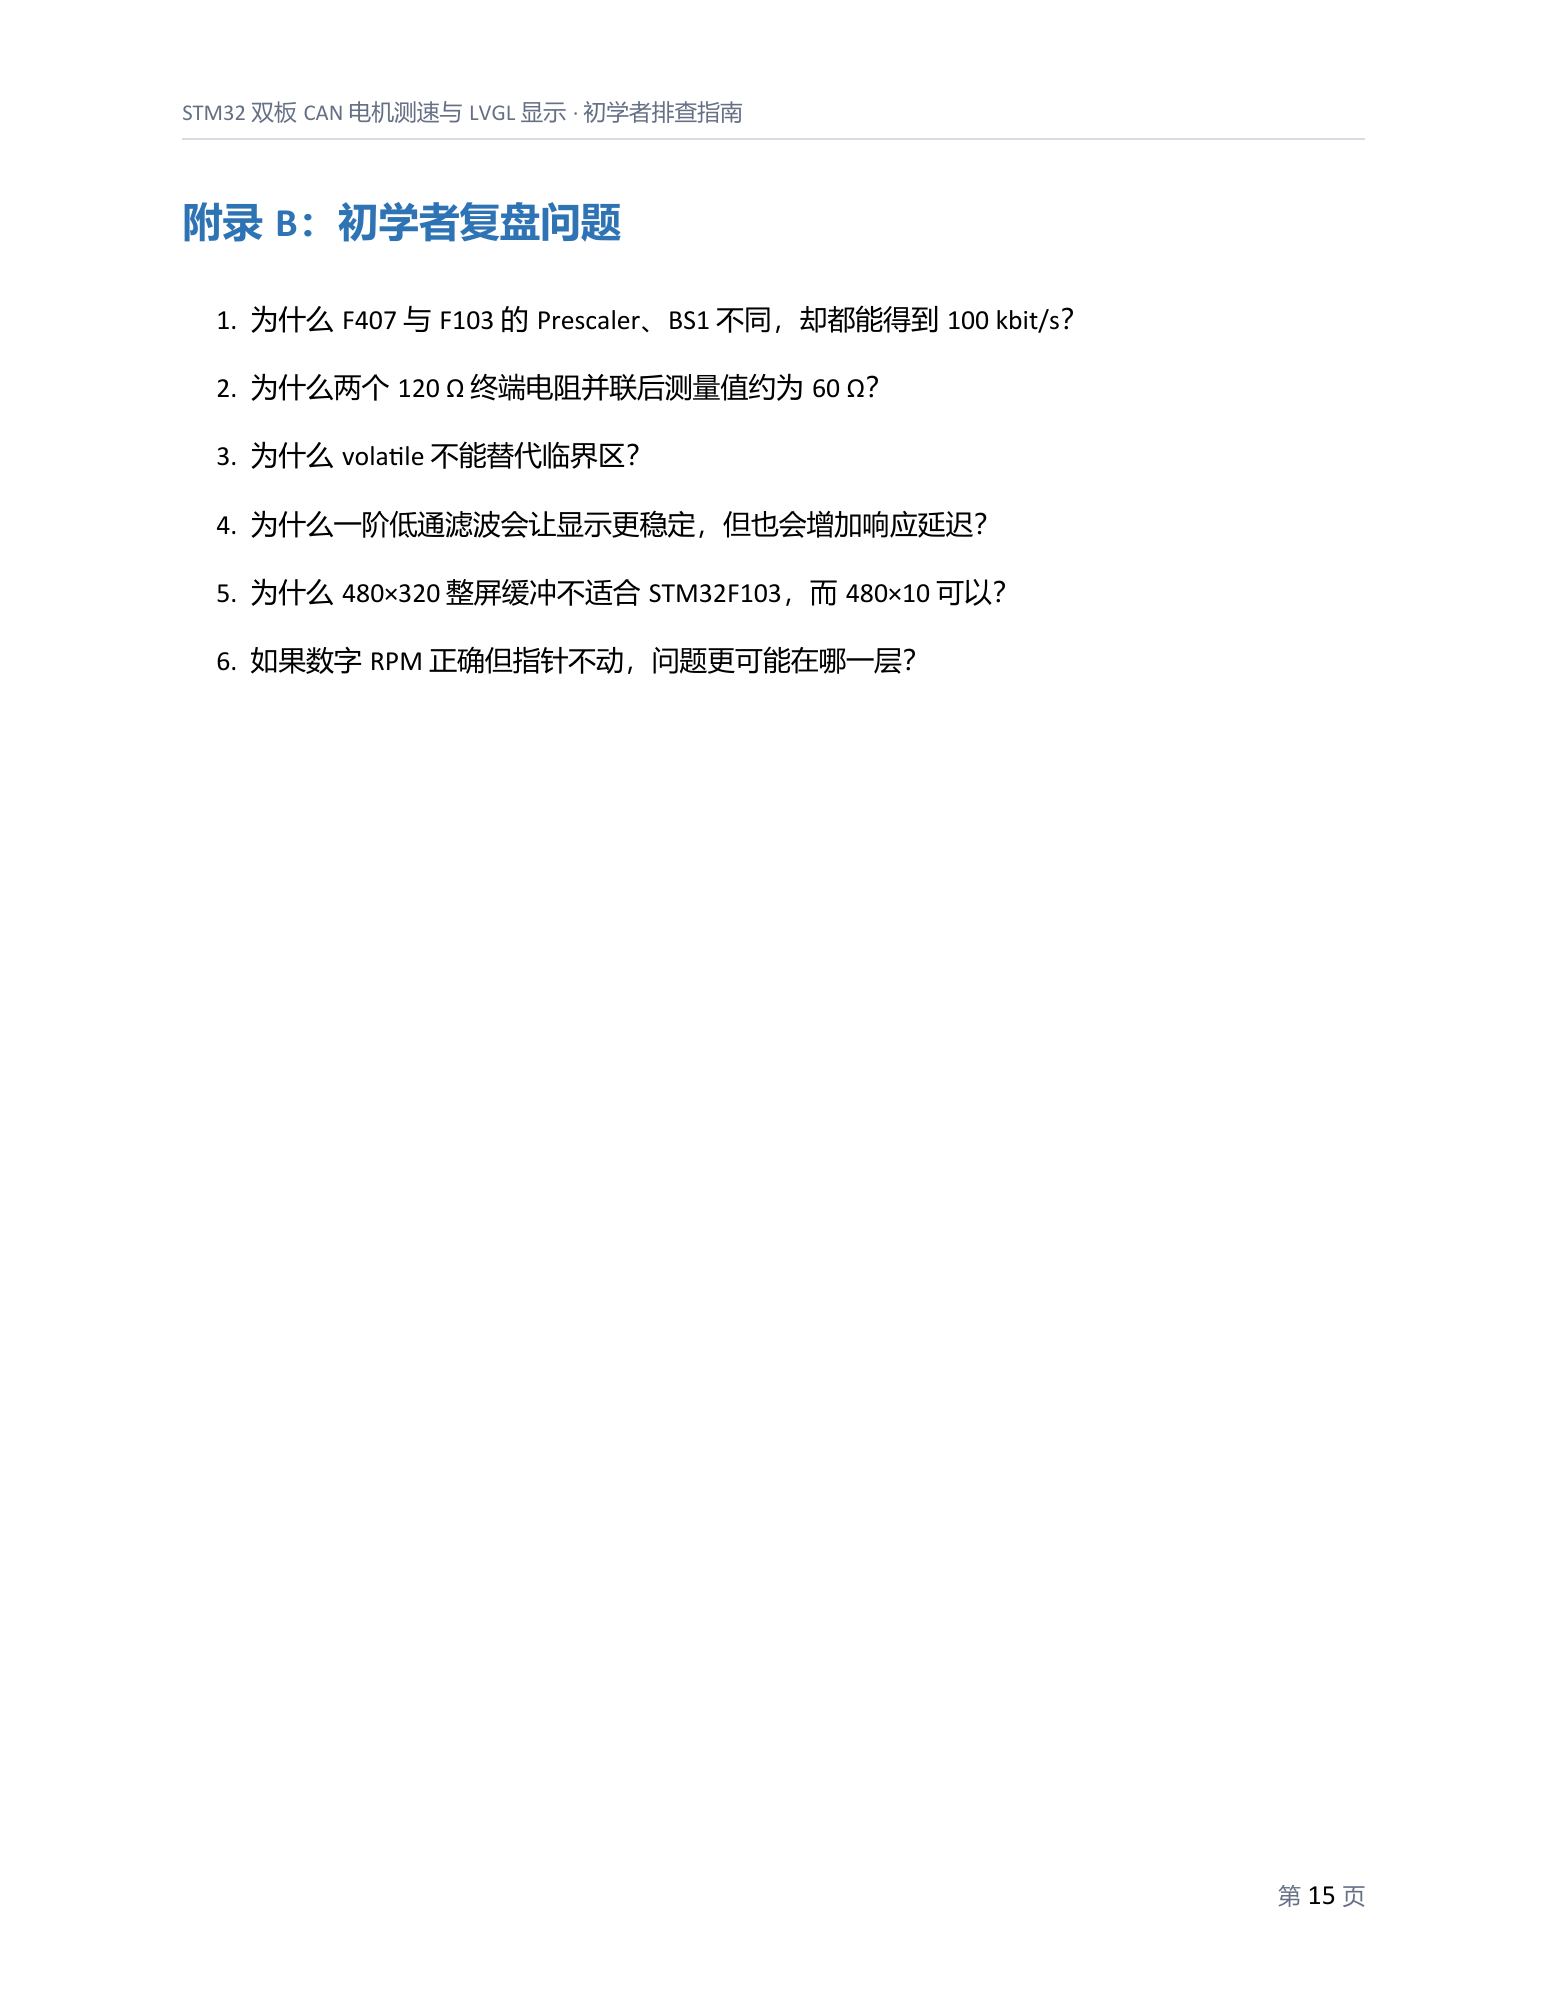 STM32 双板 CAN 电机测速与 LVGL 显示 · 初学者排查指南
附录 B：初学者复盘问题
1. 为什么 F407 与 F103 的 Prescaler、BS1 不同，却都能得到 100 kbit/s？
2. 为什么两个 120 Ω 终端电阻并联后测量值约为 60 Ω？
3. 为什么 volatile 不能替代临界区？
4. 为什么一阶低通滤波会让显示更稳定，但也会增加响应延迟？
5. 为什么 480×320 整屏缓冲不适合 STM32F103，而 480×10 可以？
6. 如果数字 RPM 正确但指针不动，问题更可能在哪一层？
第 15 页